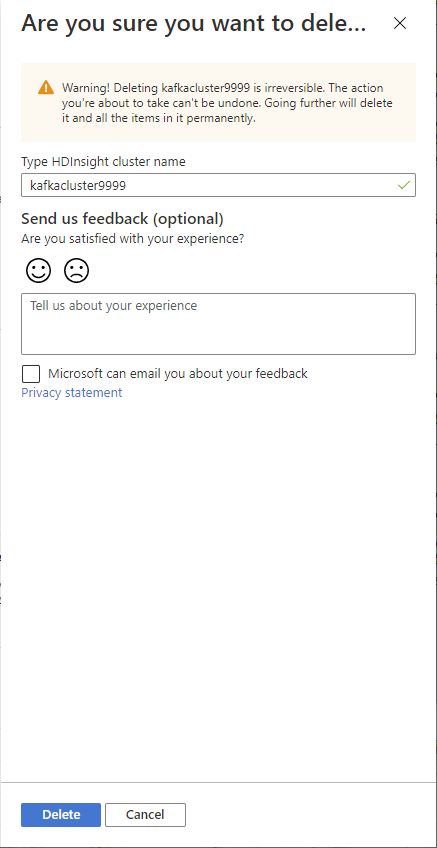 Are you sure you want to dele...
Warning! Deleting kafkacluster9999 is irreversible. The action
you're about to take can't be undone. Going further will delete
it and all the items in it permanently.
Type HDInsight cluster name
kafkacluster9999
Send us feedback (optional)
Are you satisfied with your experience?
Tell us about your experience
Microsoft can email you about your feedback
Privacy statement
Delete
Cancel